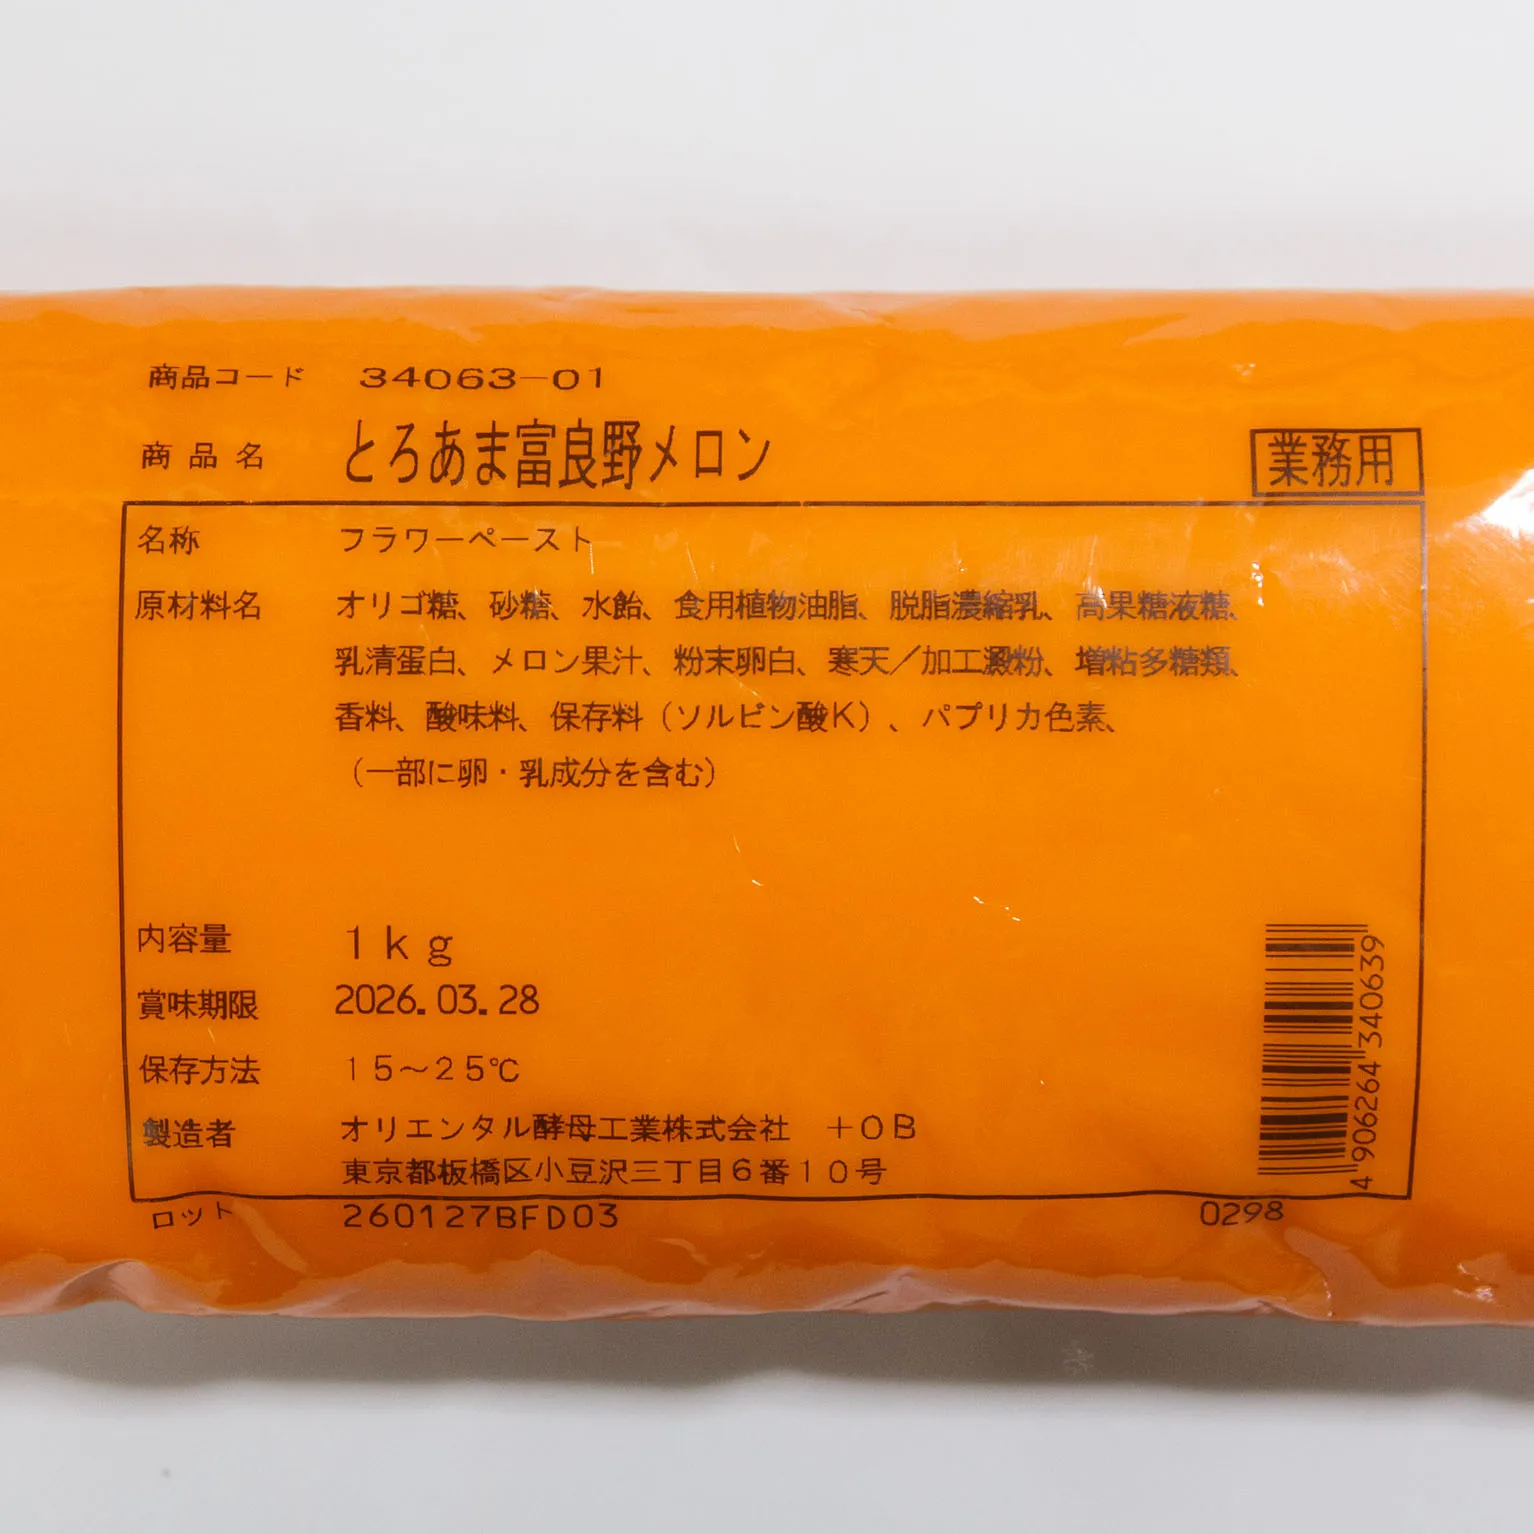 商品コード 34063-01
商品名 とろあま富良野メロン
業務用
名称 フラワーペースト
原材料名 オリゴ糖、砂糖、水飴、食用植物油脂、脱脂濃縮乳、高果糖液糖、
乳清蛋白、メロン果汁、粉末卵白、寒天／加工澱粉、増粘多糖類、
香料、酸味料、保存料（ソルビン酸K）、パプリカ色素、
（一部に卵・乳成分を含む）
内容量 1kg
賞味期限 2026.03.28
保存方法 15～25℃
製造者 オリエンタル酵母工業株式会社 +OB
東京都板橋区小豆沢三丁目6番10号
4906264340639
ロット 260127BFD03
0298